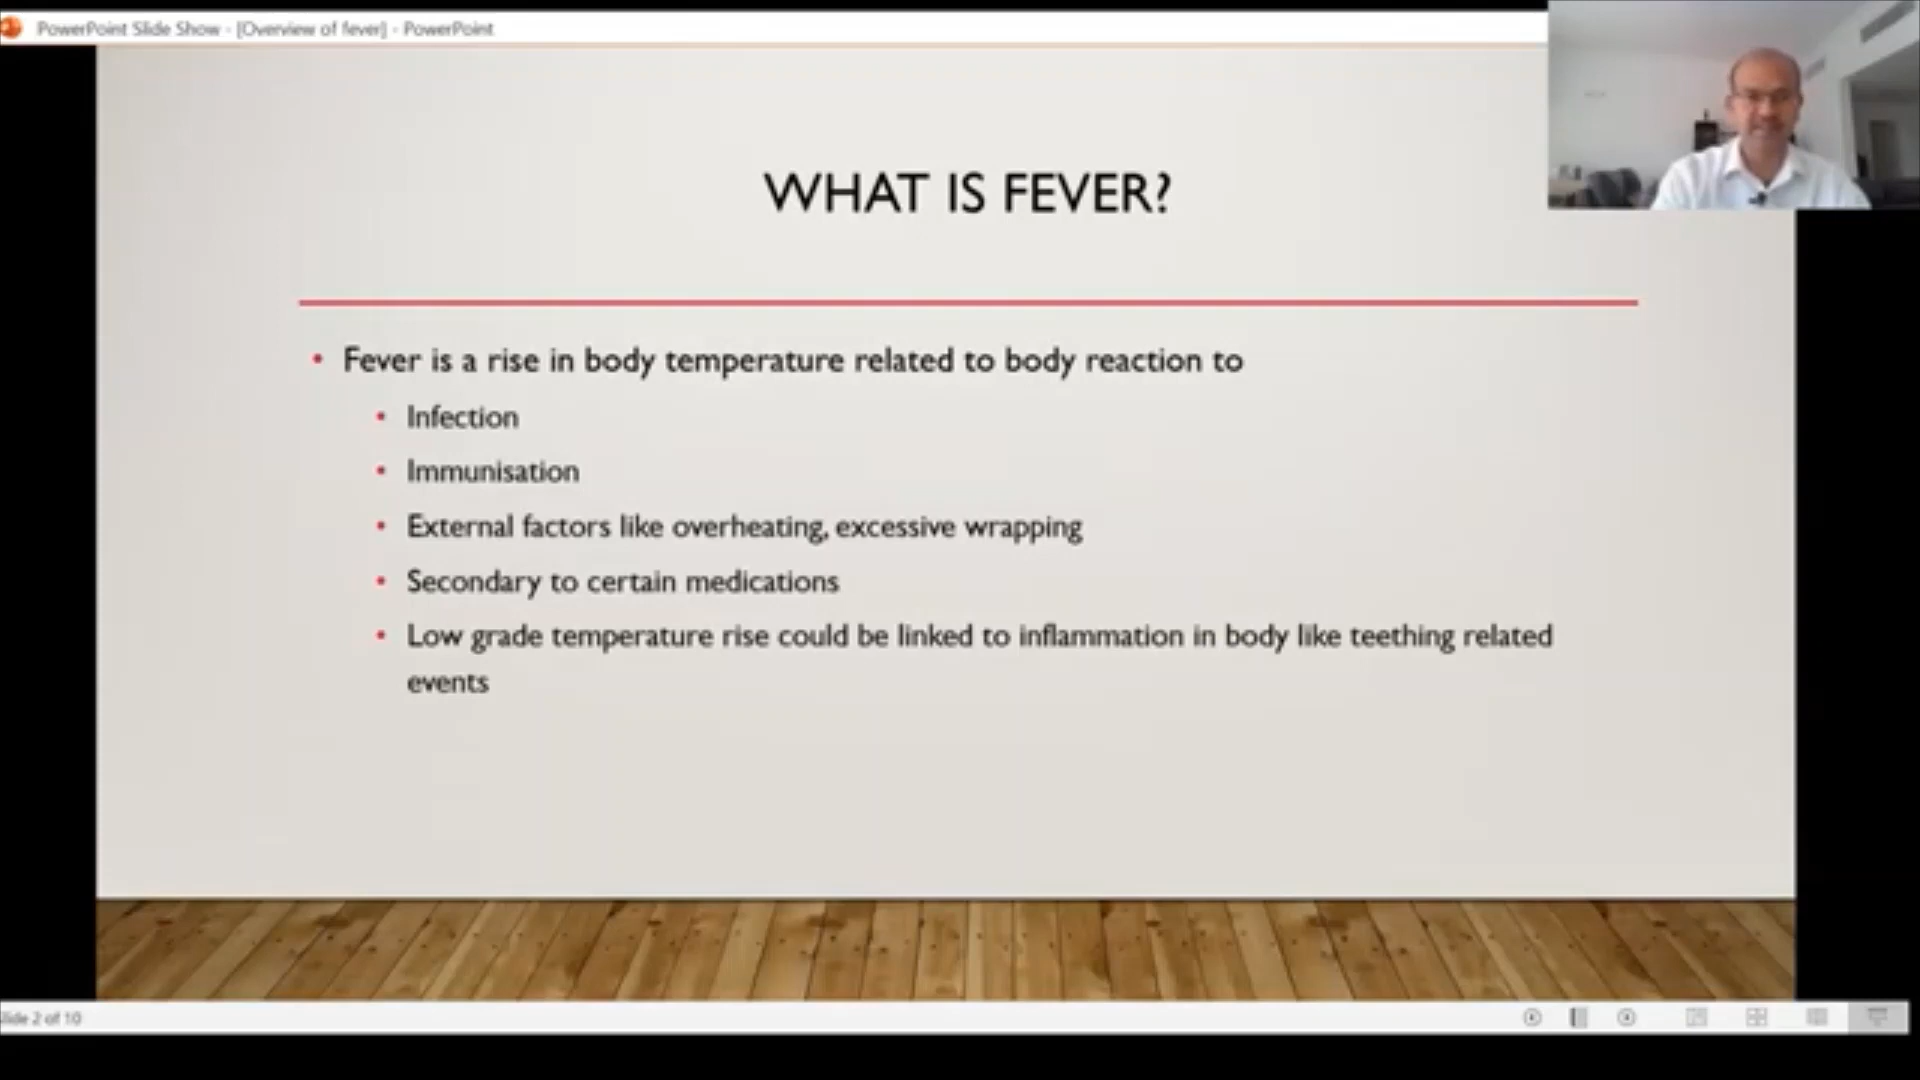 PowerPoint Slide Show - [Overview of fever] - PowerPoint
WHAT IS FEVER?
• Fever is a rise in body temperature related to body reaction to
• Infection
• Immunisation
• External factors like overheating, excessive wrapping
• Secondary to certain medications
• Low grade temperature rise could be linked to inflammation in body like teething related
events
lide 2 of 10